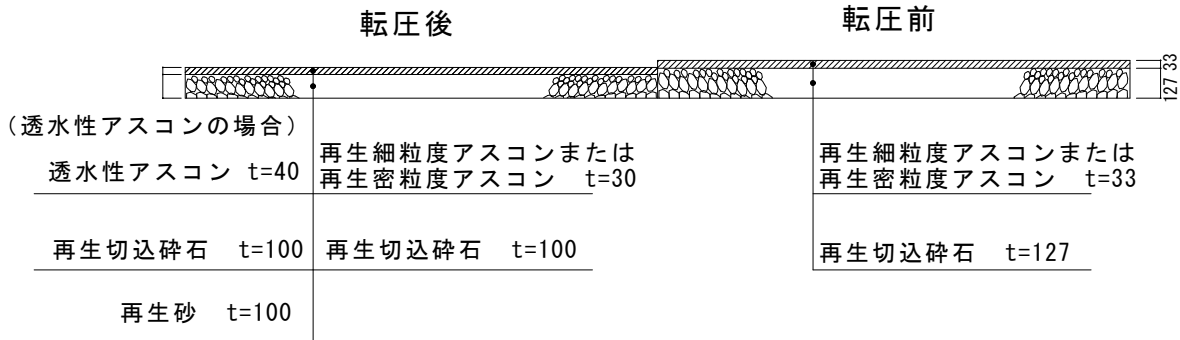 転圧後
転圧前
33
127
(透水性アスコンの場合)
透水性アスコン t=40
再生細粒度アスコンまたは
再生密粒度アスコン t=30
再生細粒度アスコンまたは
再生密粒度アスコン t=33
再生切込砕石 t=100
再生切込砕石 t=100
再生切込砕石 t=127
再生砂 t=100